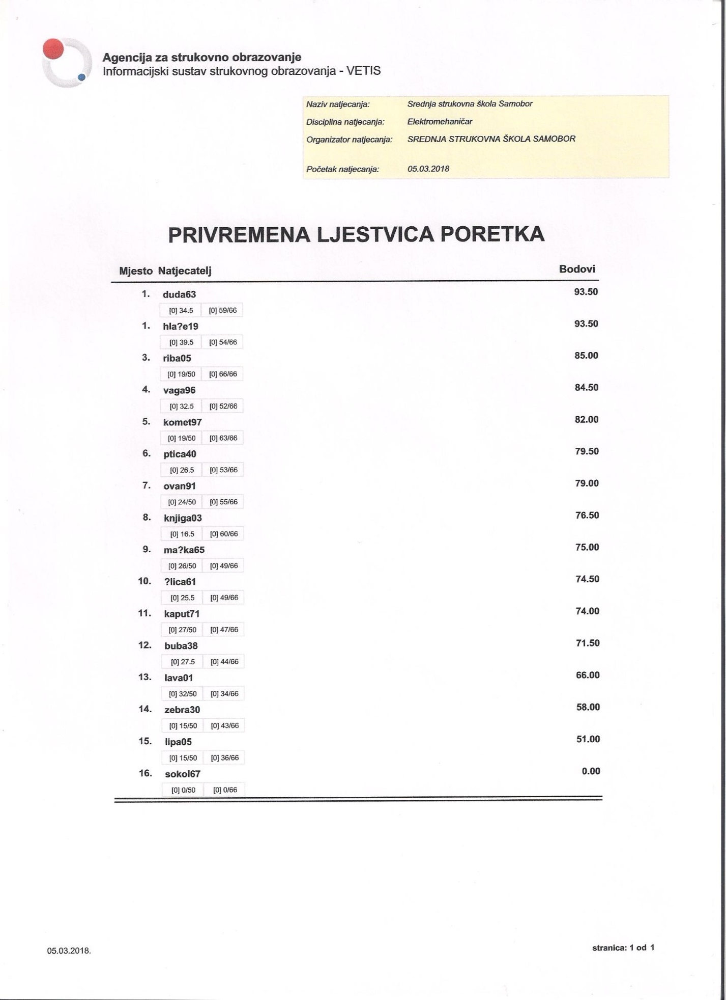 Agencija za strukovno obrazovanje
Informacijski sustav strukovnog obrazovanja - VETIS
Naziv natjecanja: Srednja strukovna škola Samobor
Disciplina natjecanja: Elektromehaničar
Organizator natjecanja: SREDNJA STRUKOVNA ŠKOLA SAMOBOR
Početak natjecanja: 05.03.2018
PRIVREMENA LJESTVICA PORETKA
Mjesto Natjecatelj Bodovi
1. duda63 93.50
[0] 34.5 [0] 59/66
1. hla?e19 93.50
[0] 39.5 [0] 54/66
3. riba05 85.00
[0] 19/50 [0] 66/66
4. vaga96 84.50
[0] 32.5 [0] 52/66
5. komet97 82.00
[0] 19/50 [0] 63/66
6. ptica40 79.50
[0] 26.5 [0] 53/66
7. ovan91 79.00
[0] 24/50 [0] 55/66
8. knjiga03 76.50
[0] 16.5 [0] 60/66
9. ma?ka65 75.00
[0] 26/50 [0] 49/66
10. ?lica61 74.50
[0] 25.5 [0] 49/66
11. kaput71 74.00
[0] 27/50 [0] 47/66
12. buba38 71.50
[0] 27.5 [0] 44/66
13. lava01 66.00
[0] 32/50 [0] 34/66
14. zebra30 58.00
[0] 15/50 [0] 43/66
15. lipa05 51.00
[0] 15/50 [0] 36/66
16. sokol67 0.00
[0] 0/50 [0] 0/66
05.03.2018. stranica: 1 od 1